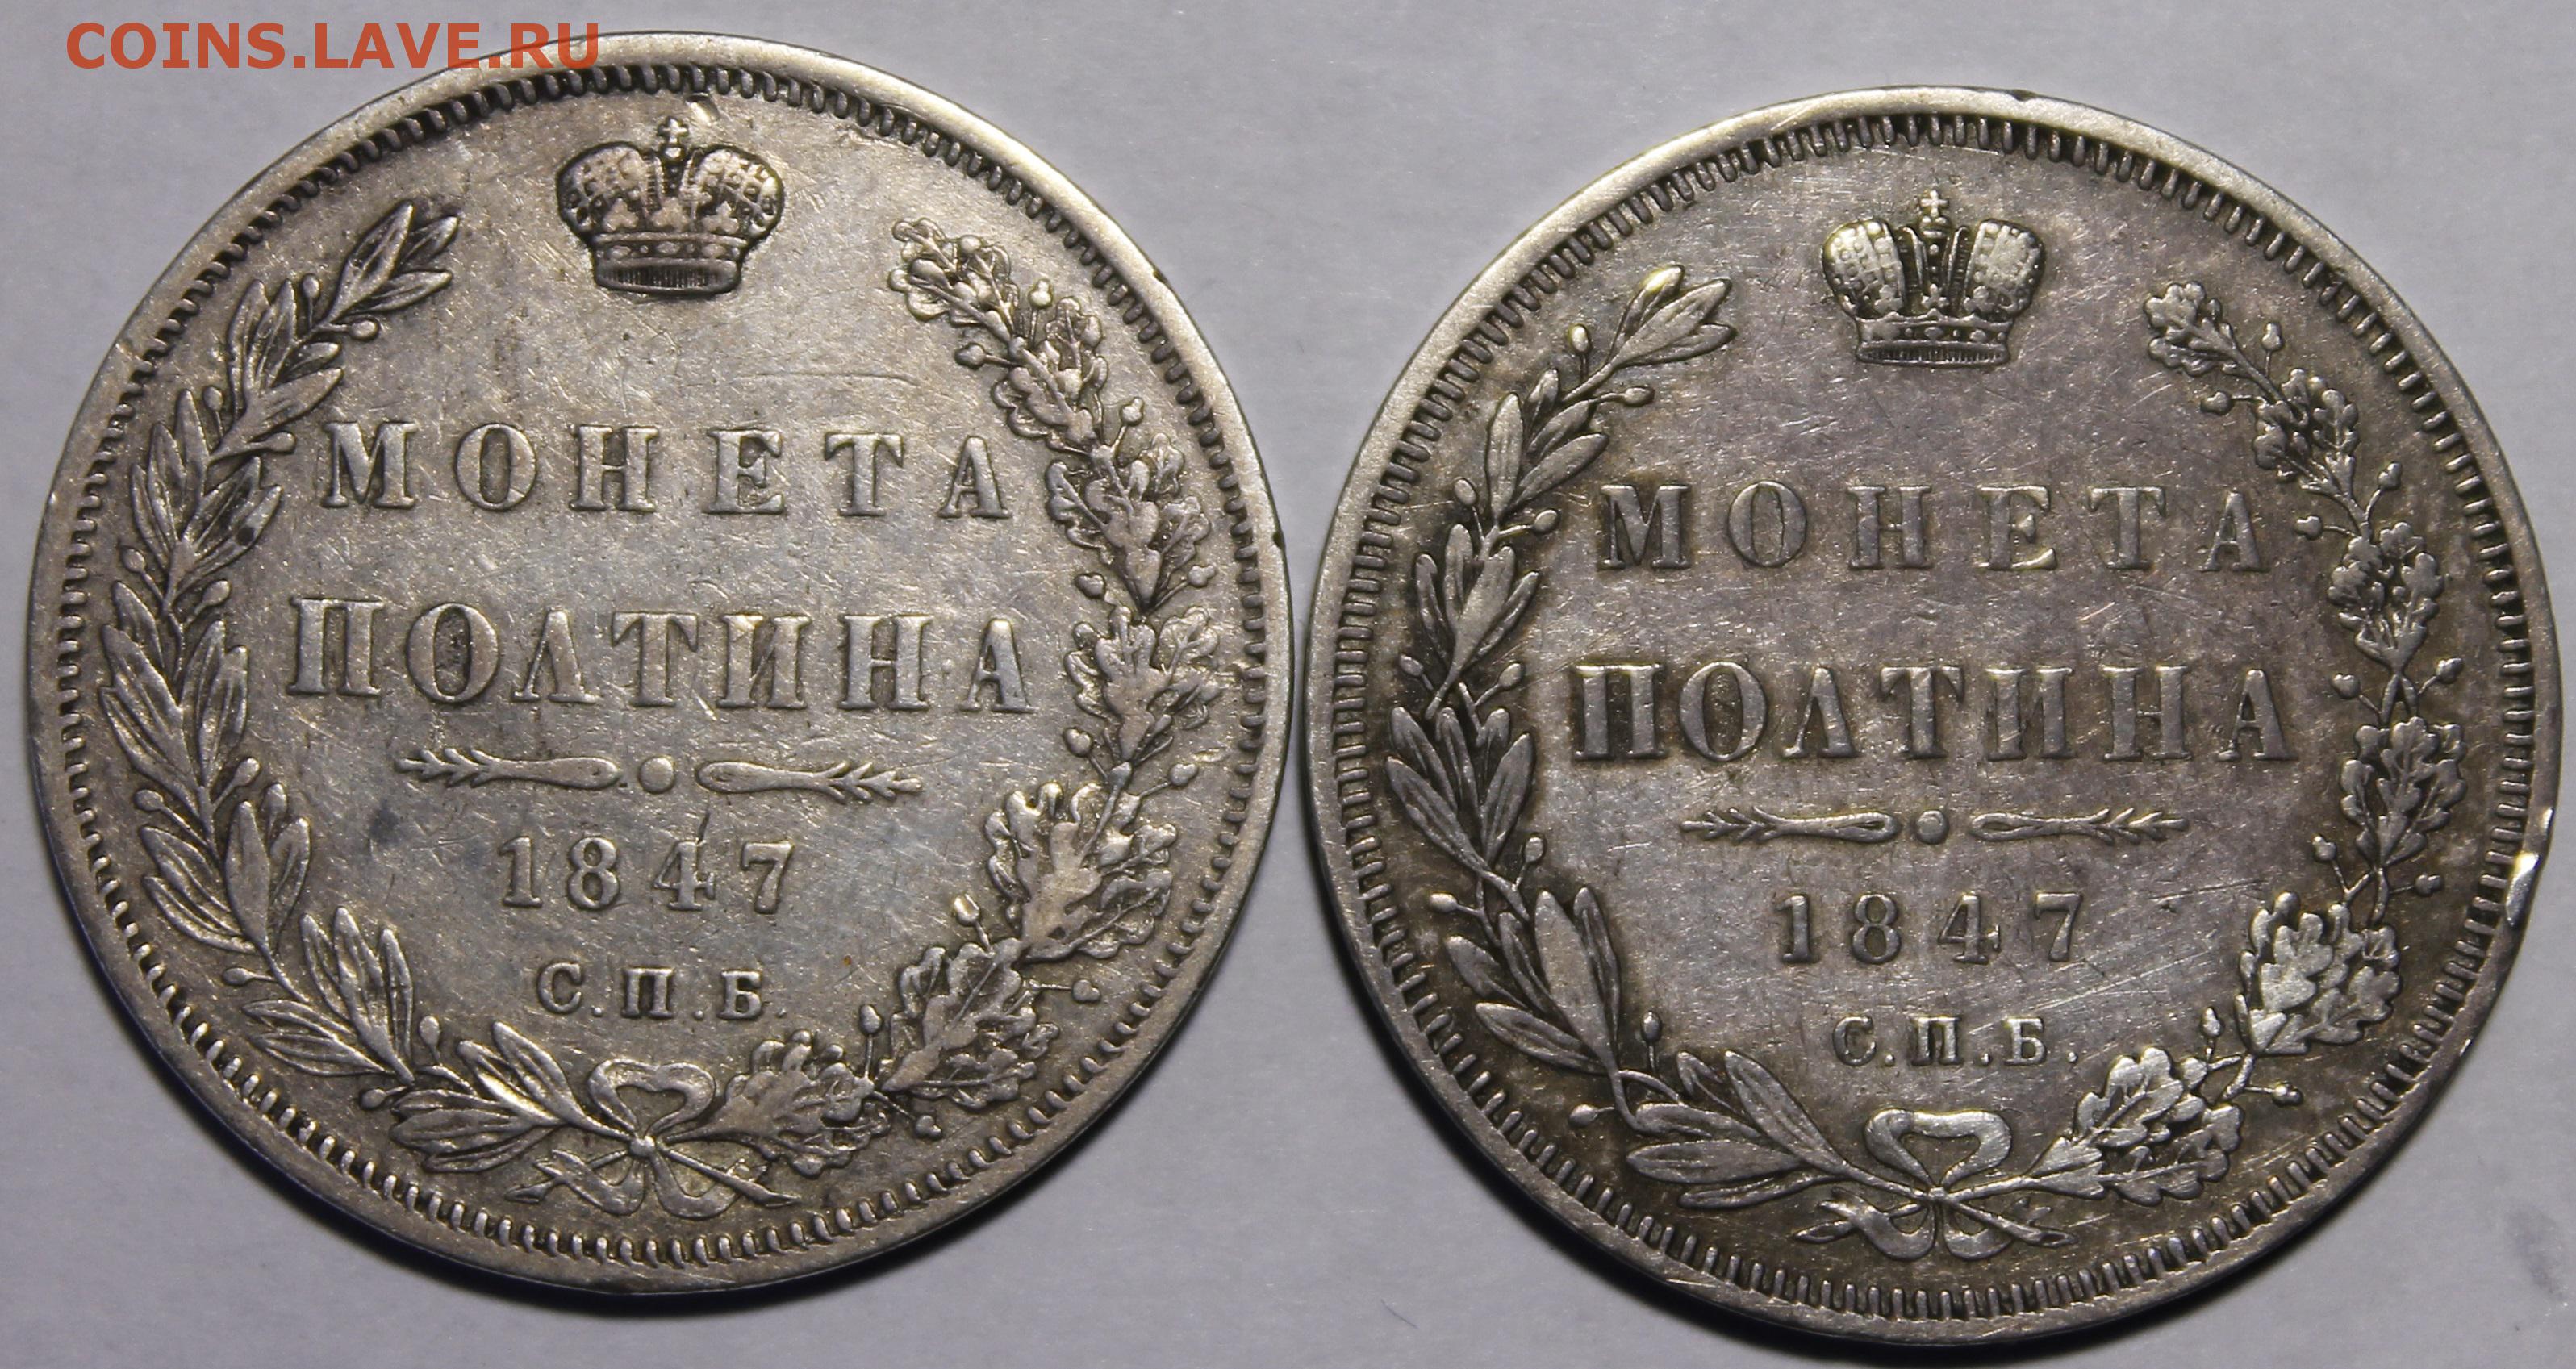 COINS.LAVE.RU
МОНЕТА
ПОЛТИНА
1847
С.П.Б.
МОНЕТА
ПОЛТИНА
1847
С.П.Б.